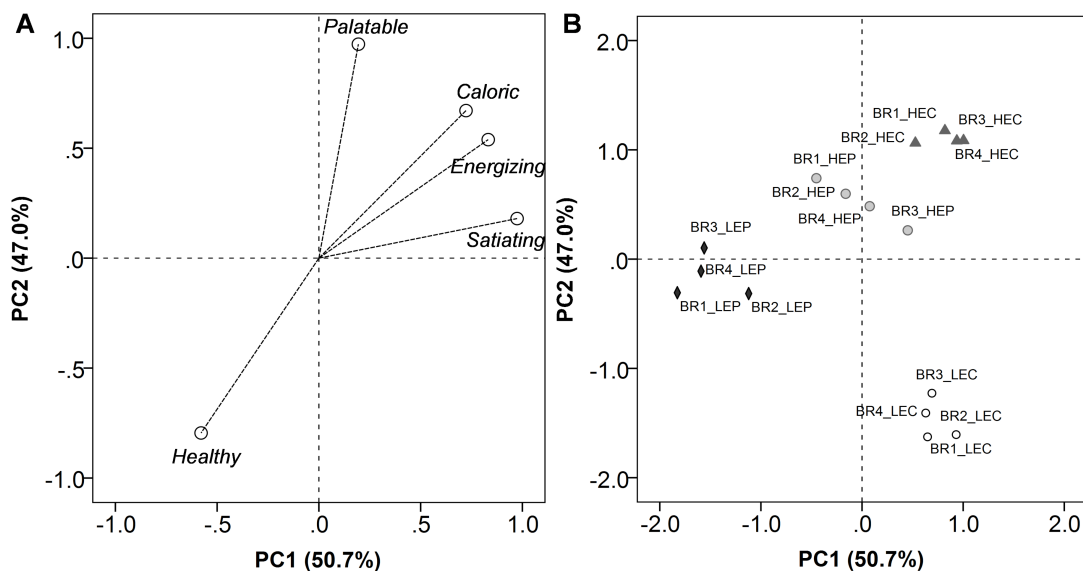 A
Palatable
Caloric
Energizing
Satiating
Healthy
1.0
.5
.0
-.5
-1.0
PC2 (47.0%)
-1.0
-.5
.0
.5
1.0
PC1 (50.7%)
B
BR1_HEC
BR3_HEC
BR2_HEC
BR4_HEC
BR1_HEP
BR2_HEP
BR4_HEP
BR3_HEP
BR3_LEP
BR4_LEP
BR1_LEP
BR2_LEP
BR3_LEC
BR4_LEC
BR2_LEC
BR1_LEC
2.0
1.0
.0
-1.0
-2.0
PC2 (47.0%)
-2.0
-1.0
.0
1.0
2.0
PC1 (50.7%)